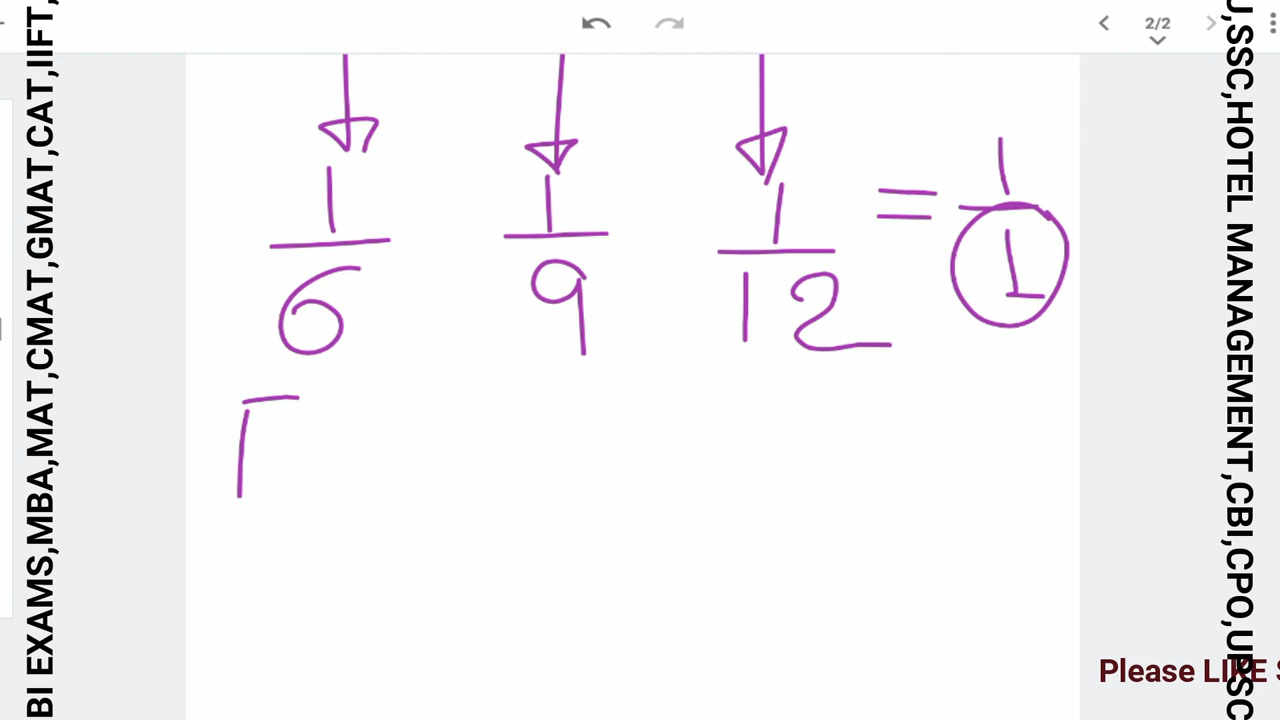 2/2
1/6 1/9 1/12 = 1/1
BI EXAMS,MBA,MAT,CMAT,GMAT,CAT,IIFT,
U,SSC,HOTEL MANAGEMENT,CBI,CPO,UPSC
Please LIKE S